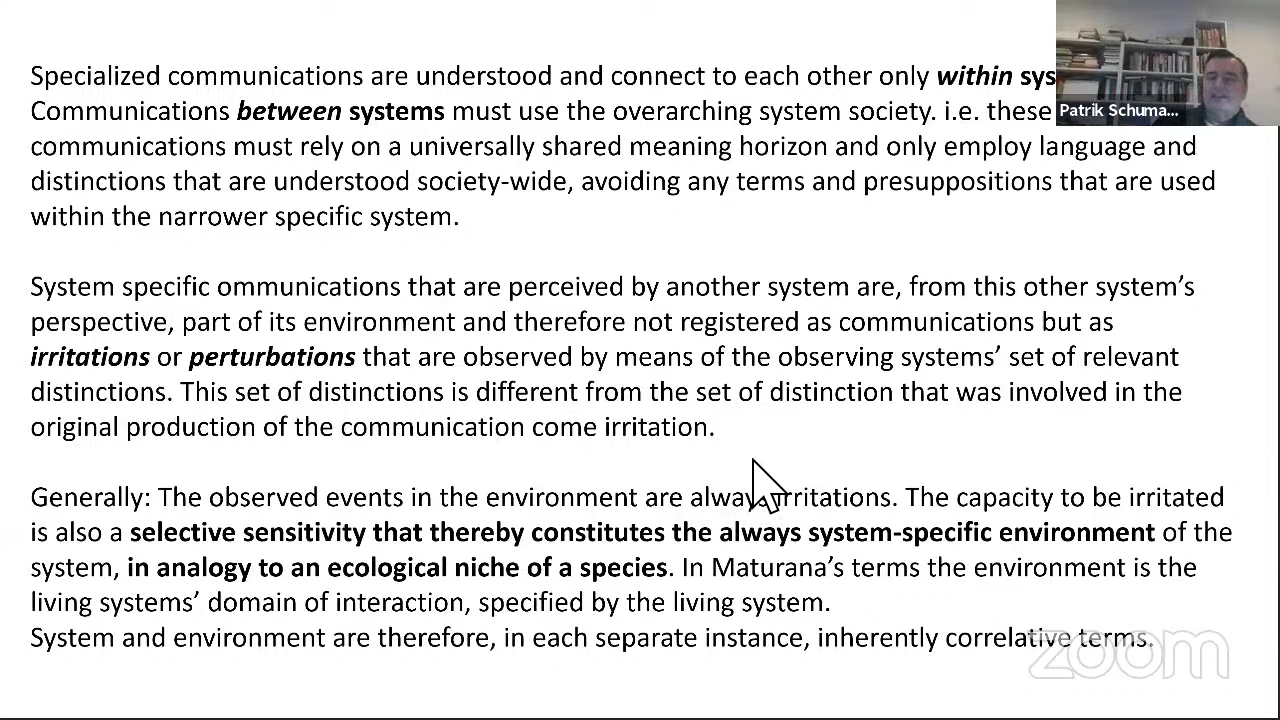 Specialized communications are understood and connect to each other only within sys
Communications between systems must use the overarching system society. i.e. these
communications must rely on a universally shared meaning horizon and only employ language and
distinctions that are understood society-wide, avoiding any terms and presuppositions that are used
within the narrower specific system.
System specific ommunications that are perceived by another system are, from this other system's
perspective, part of its environment and therefore not registered as communications but as
irritations or perturbations that are observed by means of the observing systems' set of relevant
distinctions. This set of distinctions is different from the set of distinction that was involved in the
original production of the communication come irritation.
Generally: The observed events in the environment are always irritations. The capacity to be irritated
is also a selective sensitivity that thereby constitutes the always system-specific environment of the
system, in analogy to an ecological niche of a species. In Maturana's terms the environment is the
living systems' domain of interaction, specified by the living system.
System and environment are therefore, in each separate instance, inherently correlative terms.
Patrik Schuma...
zoom